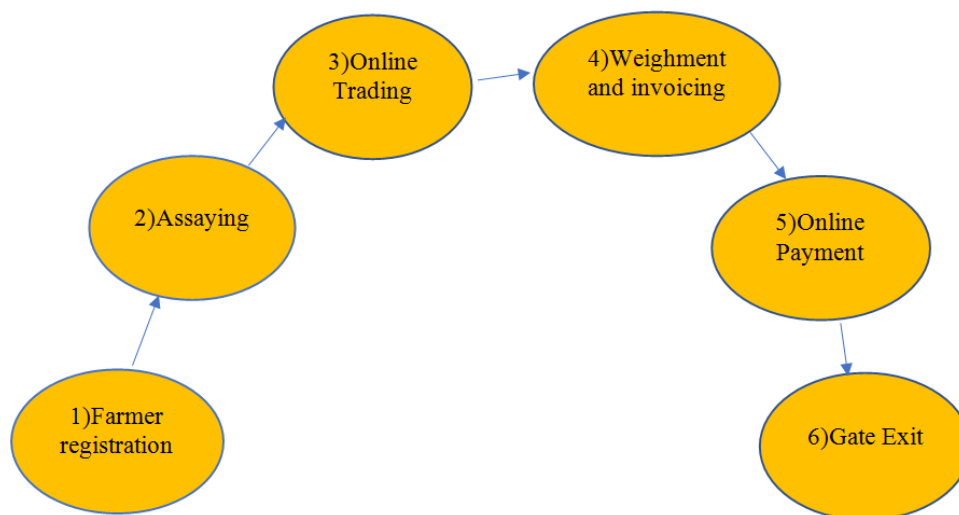 1)Farmer
registration
2)Assaying
3)Online
Trading
4)Weighment
and invoicing
5)Online
Payment
6)Gate Exit